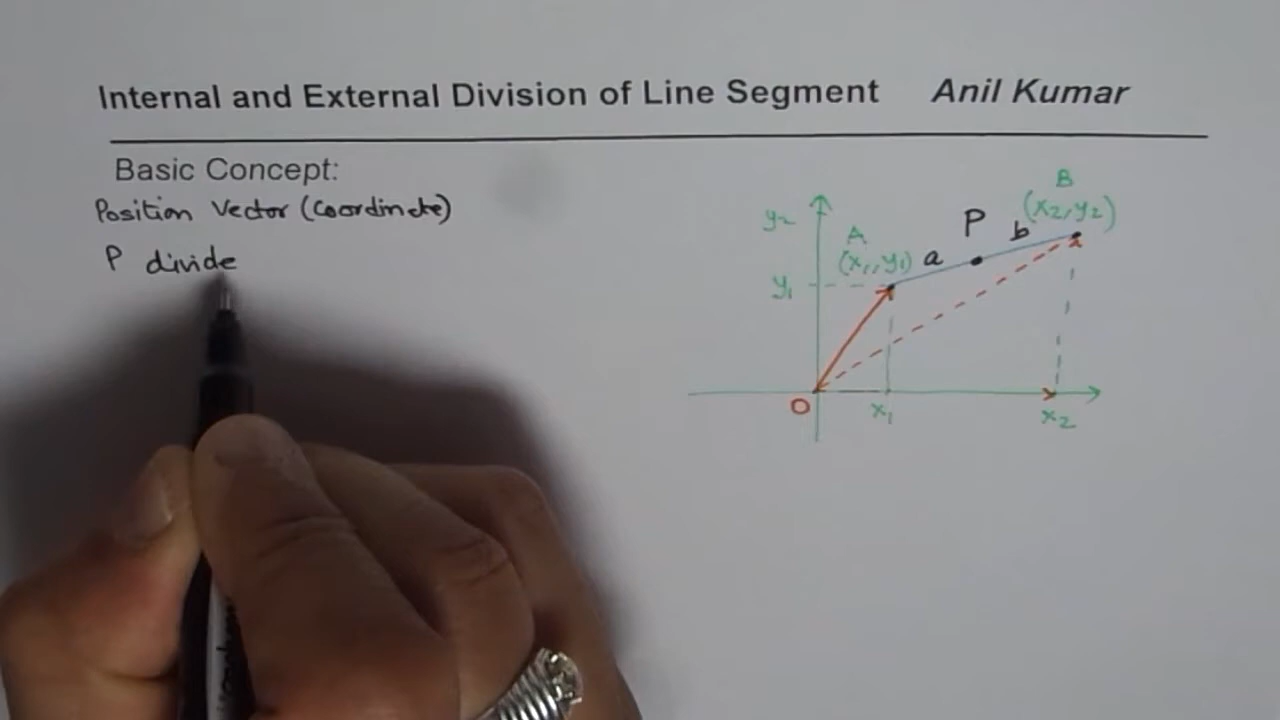 Internal and External Division of Line Segment Anil Kumar
Basic Concept:
Position Vector (Coordinate)
P divide
B
(x2, y2)
y2
P
b
A
(x1, y1)
a
y1
O
x1
x2